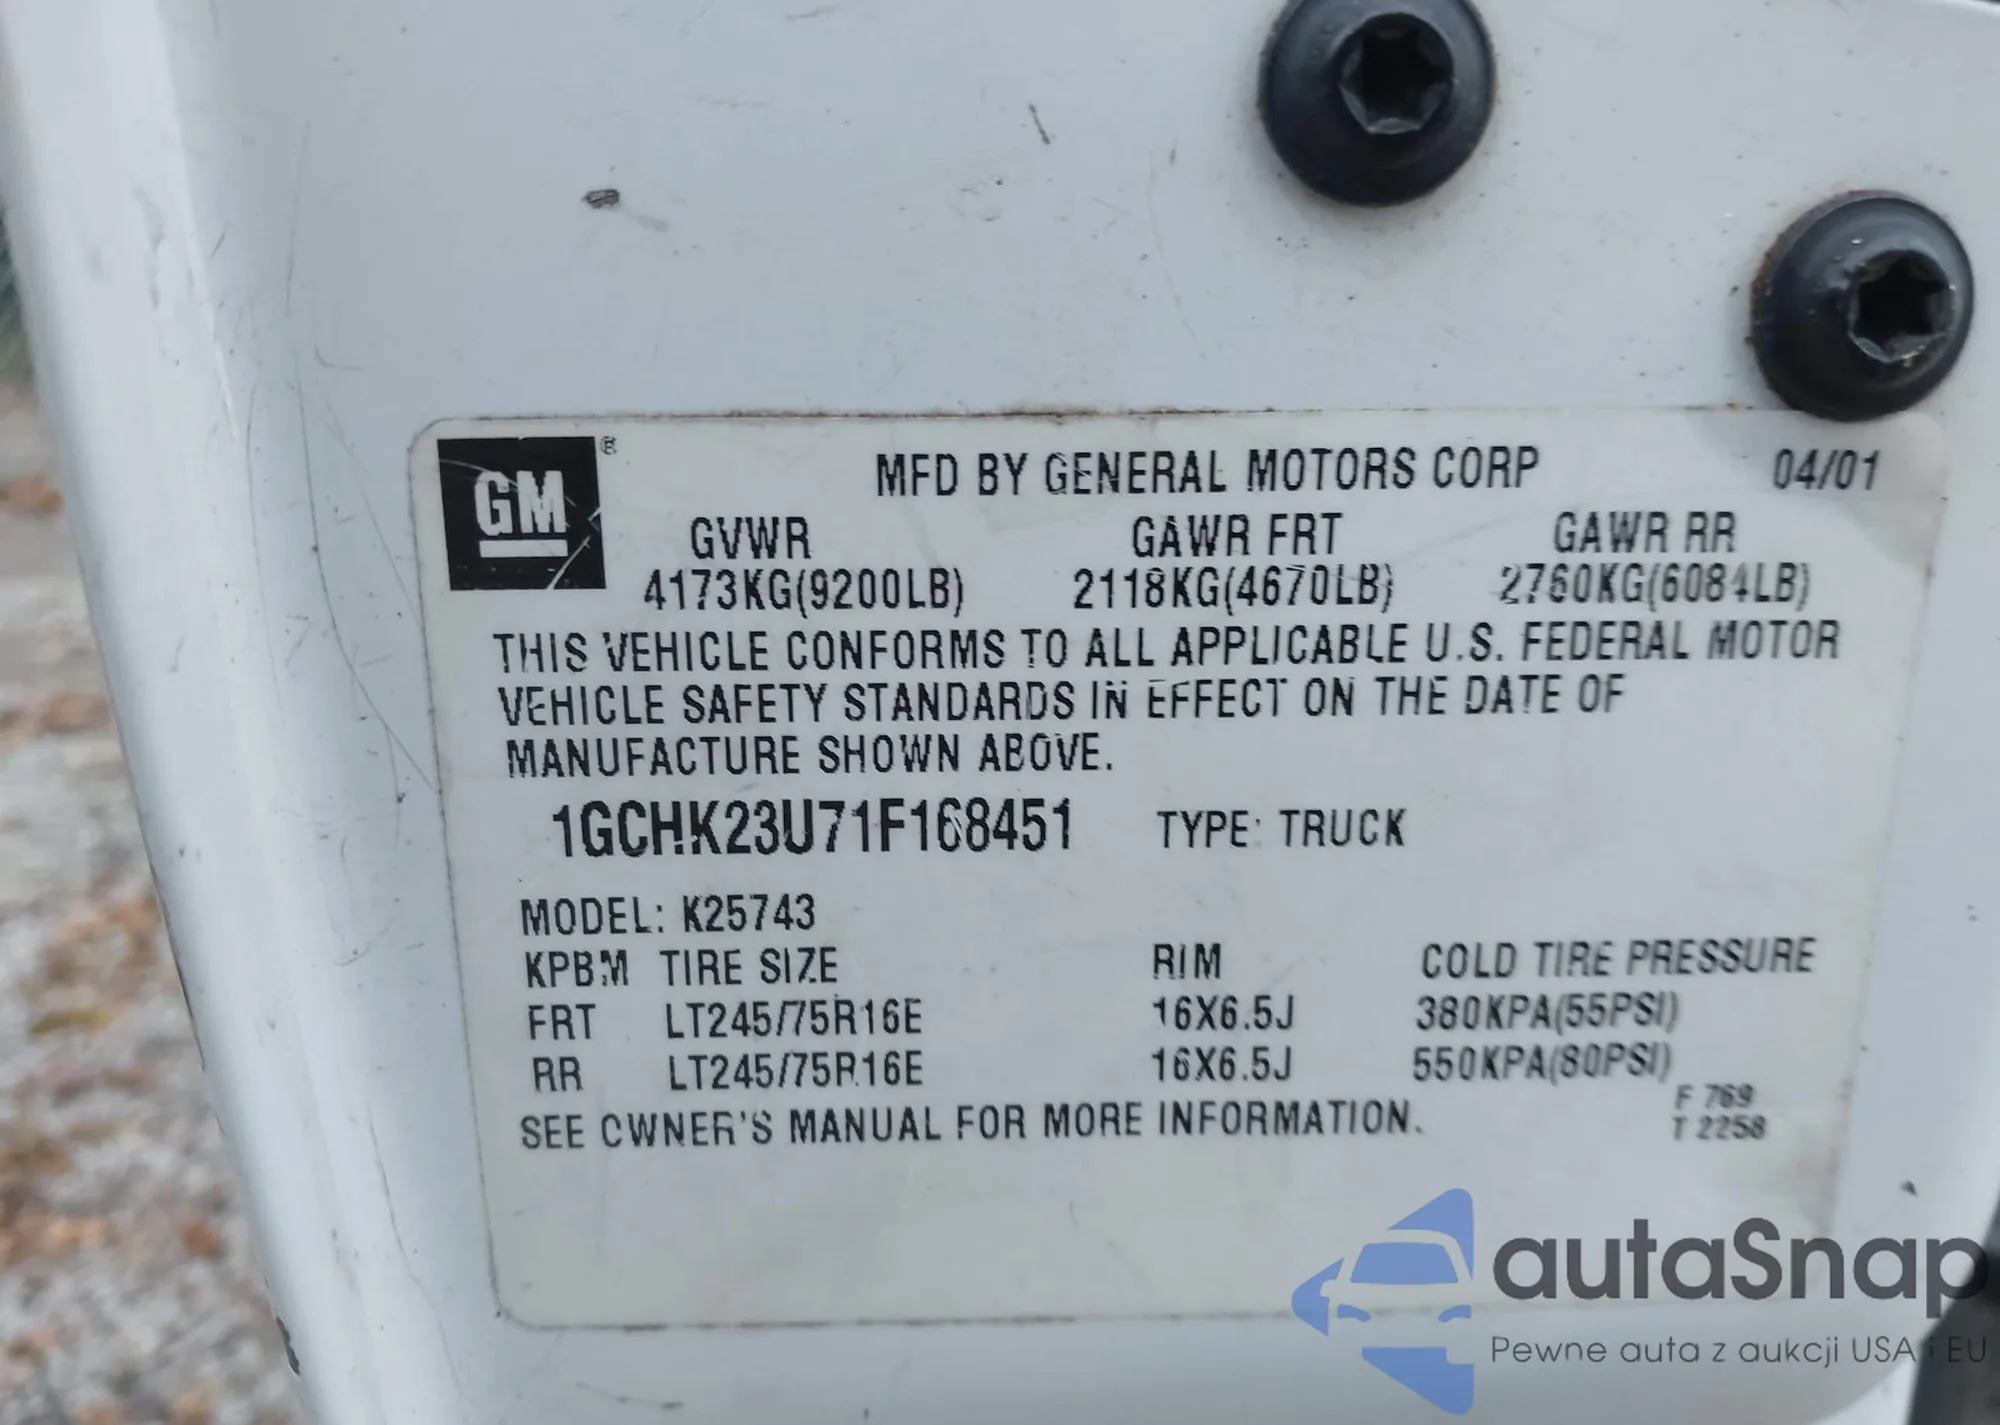 GM ®
MFD BY GENERAL MOTORS CORP 04/01
GVWR GAWR FRT GAWR RR
4173KG(9200LB) 2118KG(4670LB) 2760KG(6084LB)
THIS VEHICLE CONFORMS TO ALL APPLICABLE U.S. FEDERAL MOTOR
VEHICLE SAFETY STANDARDS IN EFFECT ON THE DATE OF
MANUFACTURE SHOWN ABOVE.
1GCHK23U71F168451 TYPE: TRUCK
MODEL: K25743
KPBM TIRE SIZE RIM COLD TIRE PRESSURE
FRT LT245/75R16E 16X6.5J 380KPA(55PSI)
RR LT245/75R16E 16X6.5J 550KPA(80PSI)
SEE OWNER'S MANUAL FOR MORE INFORMATION.
F 769
T 2258
autaSnap
Pewne auta z aukcji USA i EU